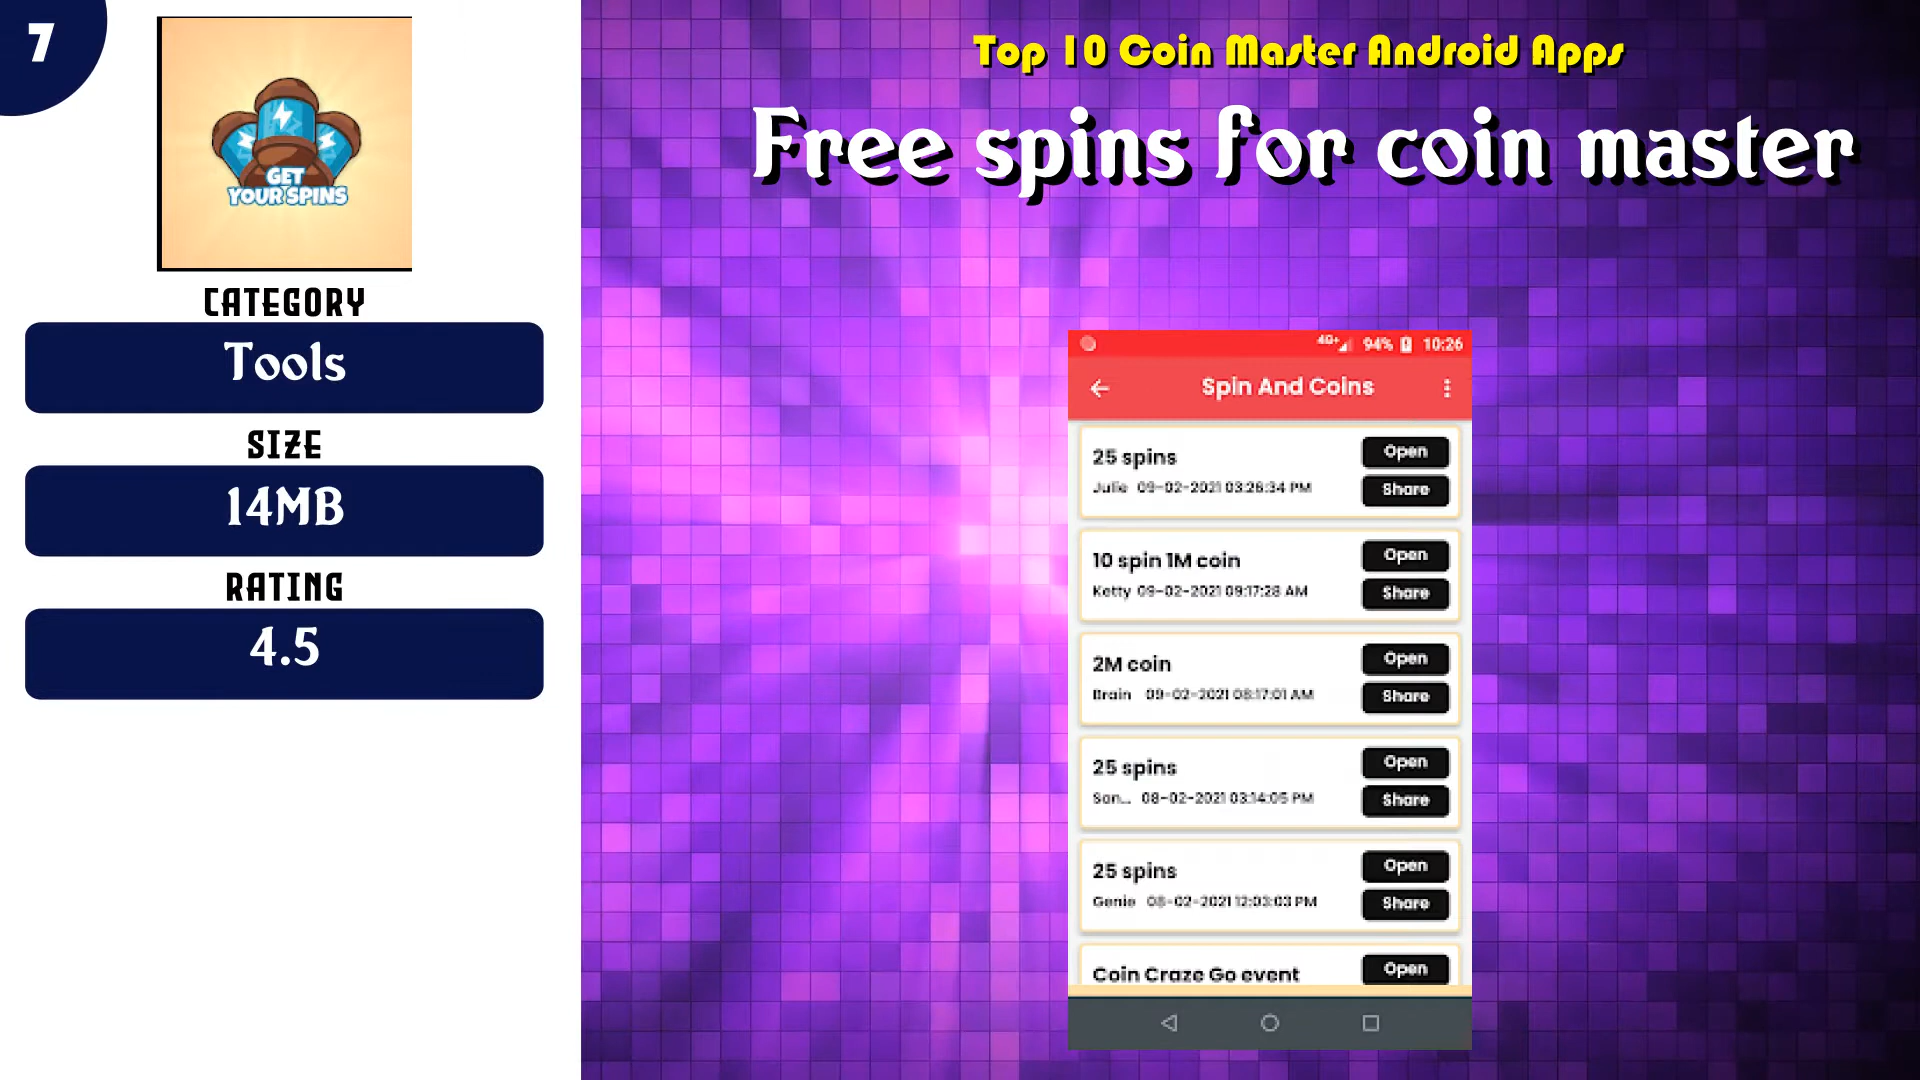 7
GET
YOUR SPINS
CATEGORY
Tools
SIZE
14MB
RATING
4.5
Top 10 Coin Master Android Apps
Free spins for coin master
4G+ 94% 10:26
Spin And Coins
25 spins
Open
Julie 09-02-2021 03:26:34 PM
Share
10 spin 1M coin
Open
Ketty 09-02-2021 09:17:28 AM
Share
2M coin
Open
Brain 09-02-2021 08:17:01 AM
Share
25 spins
Open
San... 08-02-2021 03:14:05 PM
Share
25 spins
Open
Genie 08-02-2021 12:03:03 PM
Share
Coin Craze Go event
Open